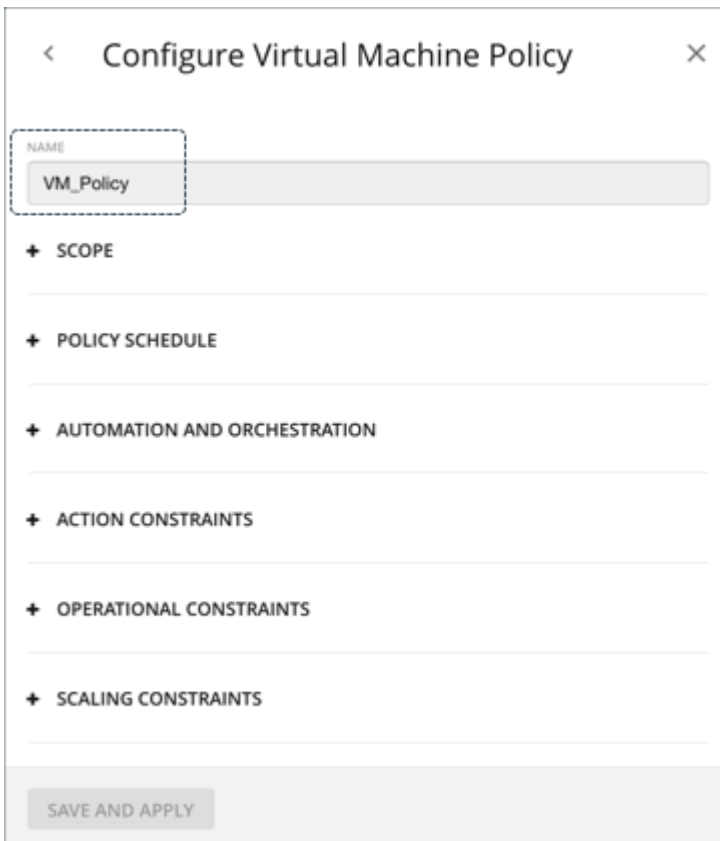 Configure Virtual Machine Policy
NAME
VM_Policy
SCOPE
POLICY SCHEDULE
AUTOMATION AND ORCHESTRATION
ACTION CONSTRAINTS
OPERATIONAL CONSTRAINTS
SCALING CONSTRAINTS
SAVE AND APPLY